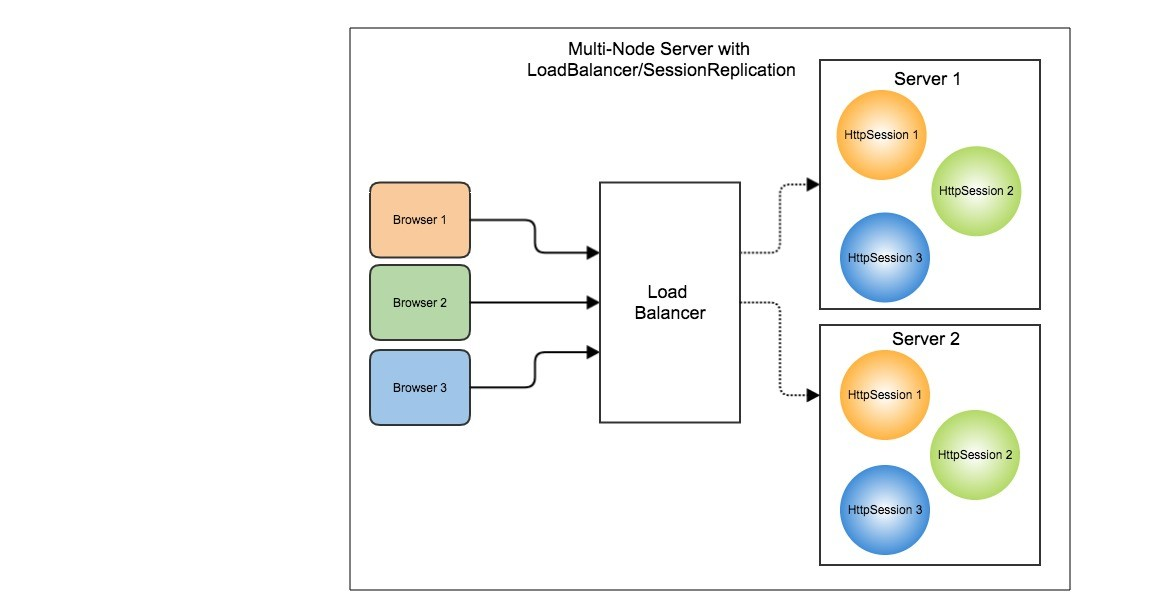 Multi-Node Server with
LoadBalancer/SessionReplication
Browser 1
Browser 2
Browser 3
Load
Balancer
Server 1
HttpSession 1
HttpSession 2
HttpSession 3
Server 2
HttpSession 1
HttpSession 2
HttpSession 3